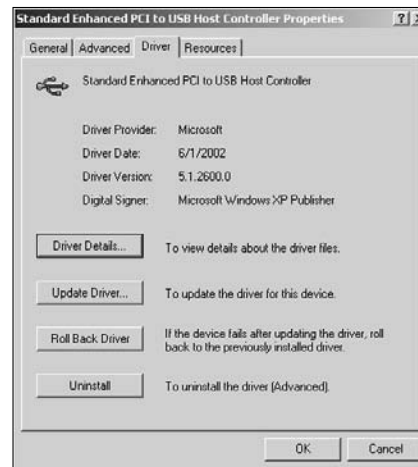 Standard Enhanced PCI to USB Host Controller Properties
General Advanced Driver Resources
Standard Enhanced PCI to USB Host Controller
Driver Provider: Microsoft
Driver Date: 6/1/2002
Driver Version: 5.1.2600.0
Digital Signer: Microsoft Windows XP Publisher
Driver Details... To view details about the driver files.
Update Driver... To update the driver for this device.
Roll Back Driver If the device fails after updating the driver, roll
back to the previously installed driver.
Uninstall To uninstall the driver (Advanced).
OK Cancel